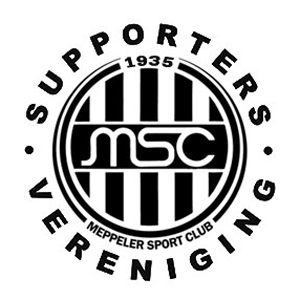 • SUPPORTERS •
1935
MSC
MEPPELER SPORT CLUB
VERENIGING